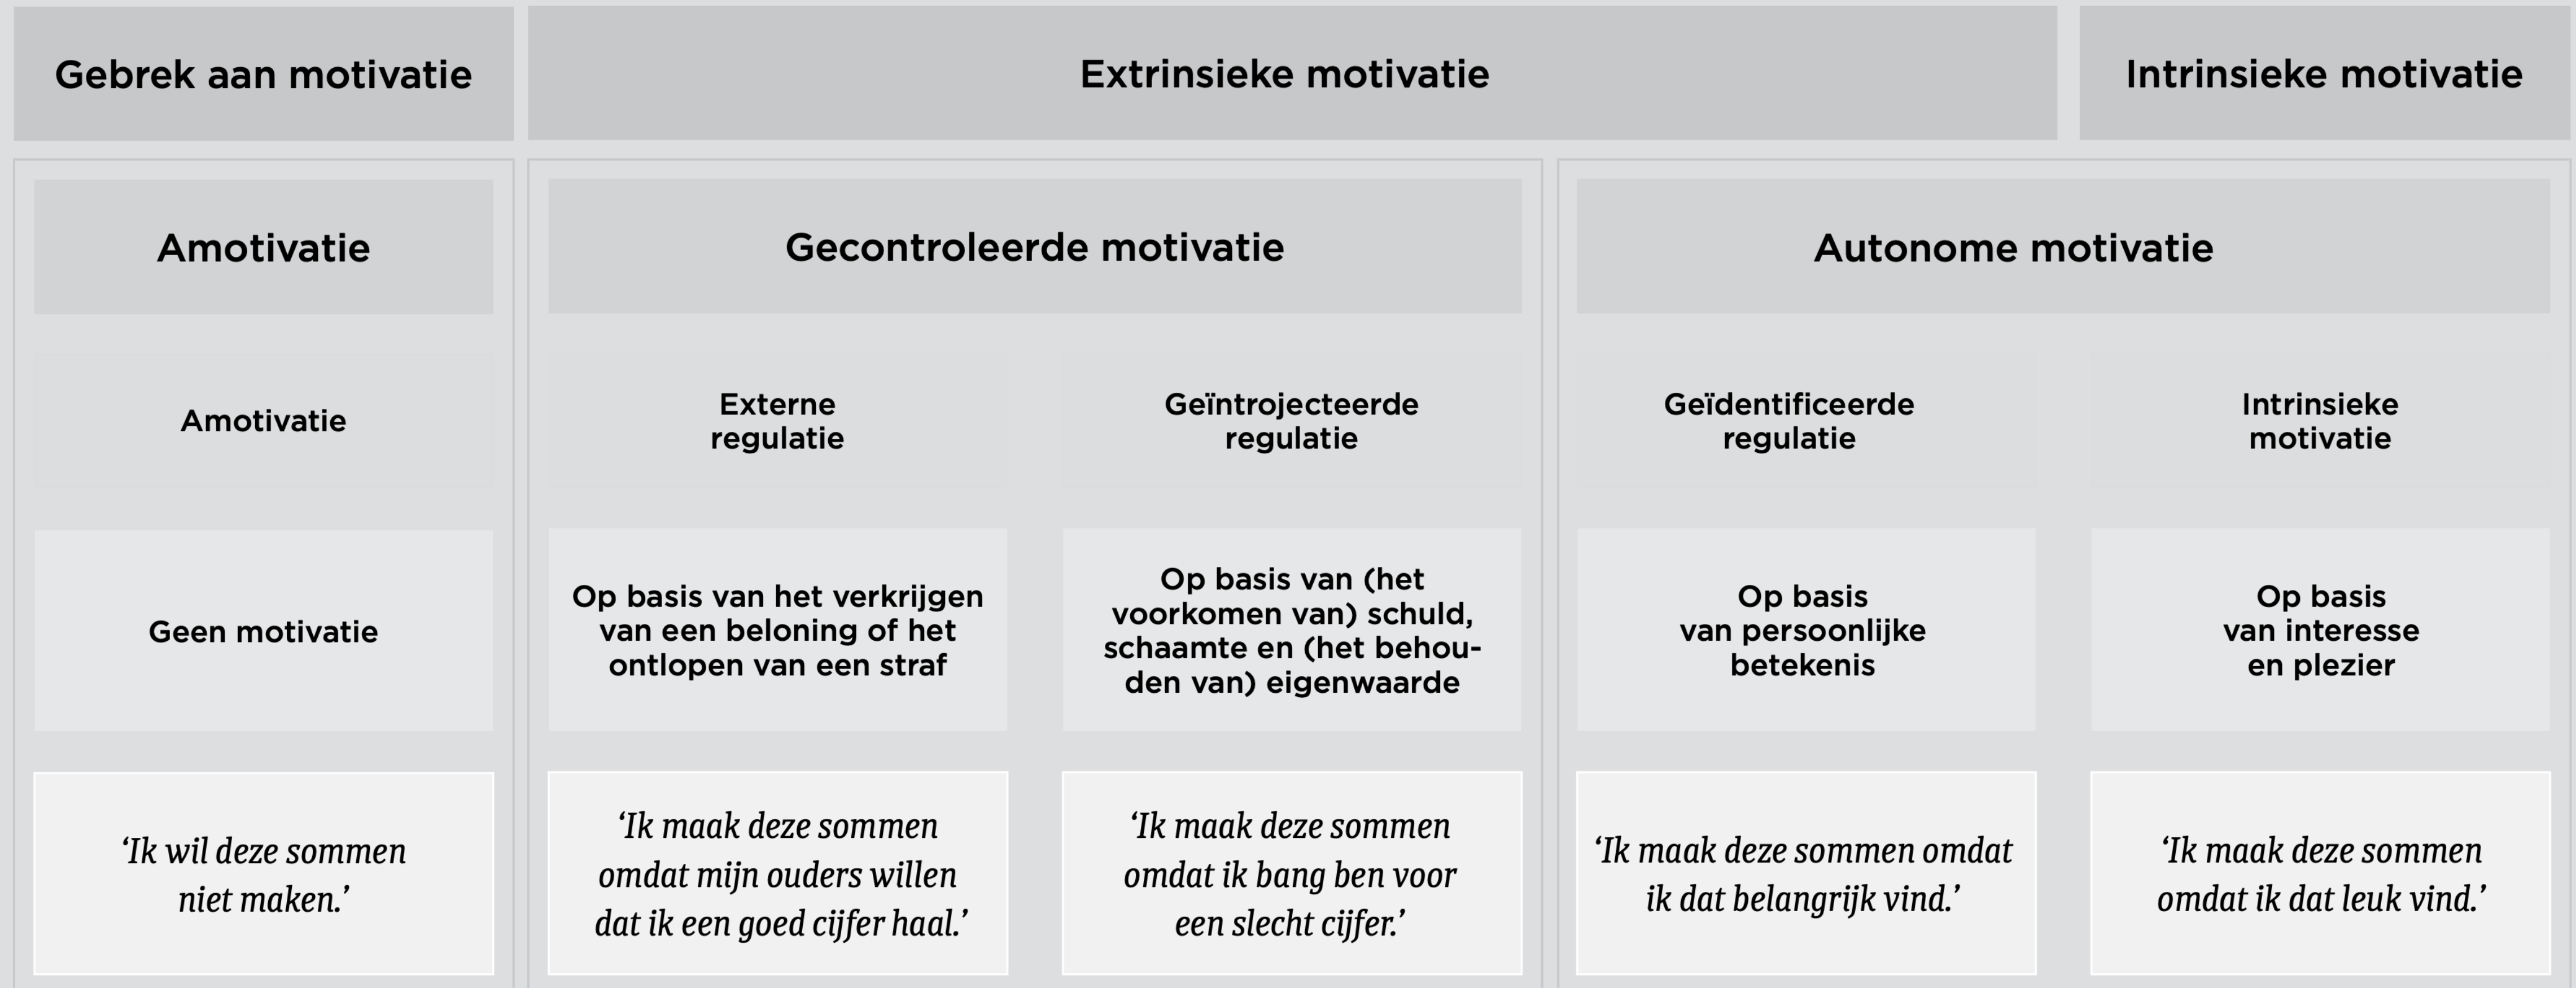 Gebrek aan motivatie
Extrinsieke motivatie
Intrinsieke motivatie
Amotivatie
Gecontroleerde motivatie
Autonome motivatie
Amotivatie
Externe
regulatie
Geïntrojecteerde
regulatie
Geïdentificeerde
regulatie
Intrinsieke
motivatie
Geen motivatie
Op basis van het verkrijgen
van een beloning of het
ontlopen van een straf
Op basis van (het
voorkomen van) schuld,
schaamte en (het behou-
den van) eigenwaarde
Op basis
van persoonlijke
betekenis
Op basis
van interesse
en plezier
‘Ik wil deze sommen
niet maken.’
‘Ik maak deze sommen
omdat mijn ouders willen
dat ik een goed cijfer haal.’
‘Ik maak deze sommen
omdat ik bang ben voor
een slecht cijfer.’
‘Ik maak deze sommen omdat
ik dat belangrijk vind.’
‘Ik maak deze sommen
omdat ik dat leuk vind.’